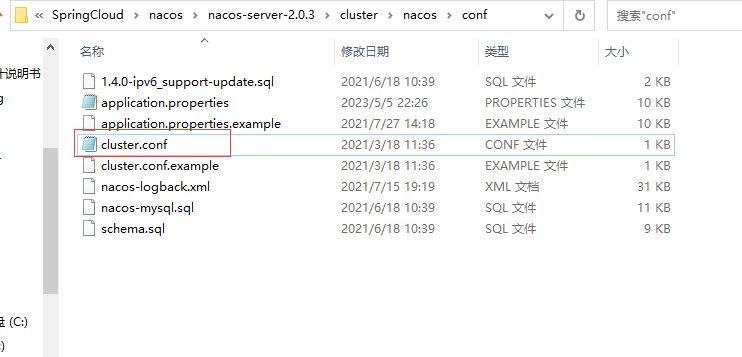 « SpringCloud > nacos > nacos-server-2.0.3 > cluster > nacos > conf
搜索"conf"
名称 修改日期 类型 大小
1.4.0-ipv6_support-update.sql 2021/6/18 10:39 SQL 文件 2 KB
application.properties 2023/5/5 22:26 PROPERTIES 文件 10 KB
application.properties.example 2021/7/27 14:18 EXAMPLE 文件 10 KB
cluster.conf 2021/3/18 11:36 CONF 文件 1 KB
cluster.conf.example 2021/3/18 11:36 EXAMPLE 文件 1 KB
nacos-logback.xml 2021/7/15 19:19 XML 文档 31 KB
nacos-mysql.sql 2021/6/18 10:39 SQL 文件 11 KB
schema.sql 2021/6/18 10:39 SQL 文件 9 KB
说明书
g
(C:)